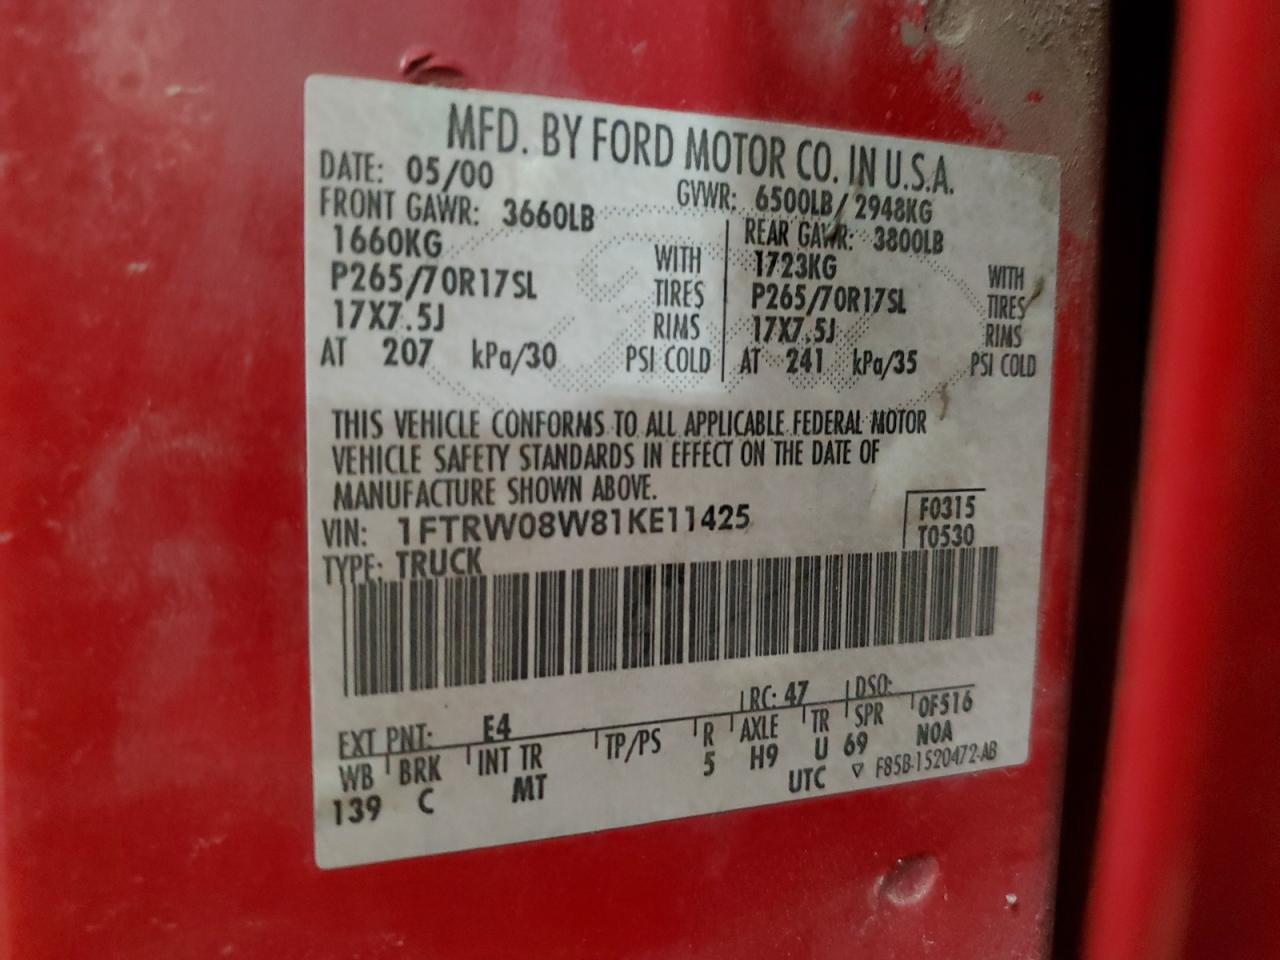 MFD. BY FORD MOTOR CO. IN U.S.A.
DATE: 05/00 GVWR: 6500LB/ 2948KG
FRONT GAWR: 3660LB REAR GAWR: 3800LB
1660KG WITH 1723KG WITH
P265/70R17SL TIRES P265/70R17SL TIRES
17X7.5J RIMS 17X7.5J RIMS
AT 207 kPa/30 PSI COLD AT 241 kPa/35 PSI COLD
THIS VEHICLE CONFORMS TO ALL APPLICABLE FEDERAL MOTOR
VEHICLE SAFETY STANDARDS IN EFFECT ON THE DATE OF
MANUFACTURE SHOWN ABOVE.
VIN: 1FTRW08W81KE11425 F0315
TYPE: TRUCK T0530
EXT PNT: E4 RC: 47 DSO:
WB BRK INT TR TP/PS R AXLE TR SPR OF516
139 C MT 5 H9 U 69 NOA
UTC ▽ F85B-1520472-AB